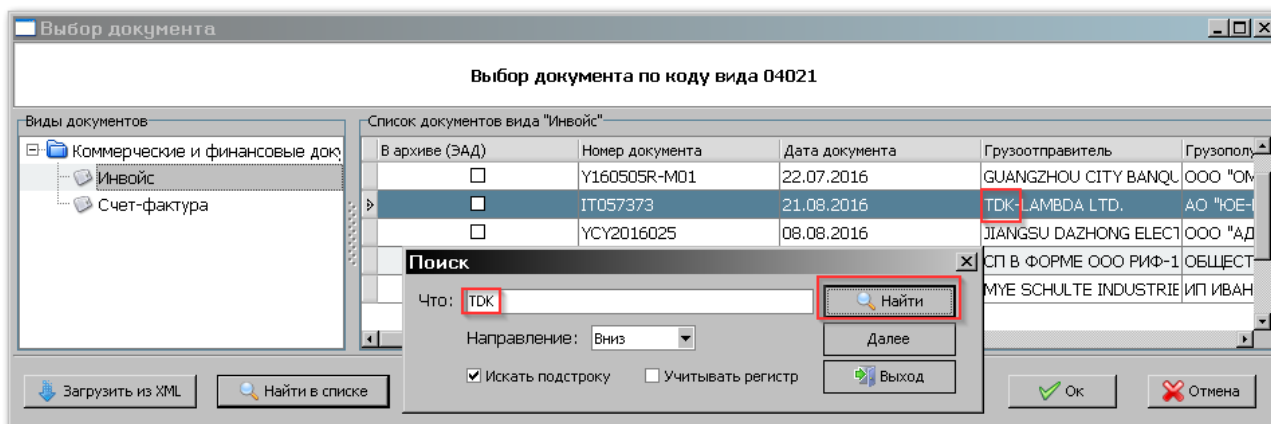 Выбор документа
Выбор документа по коду вида 04021
Виды документов
Список документов вида "Инвойс"
Коммерческие и финансовые док
Инвойс
Счет-фактура
В архиве (ЭАД) Номер документа Дата документа Грузоотправитель Грузополу
Y160505R-M01 22.07.2016 GUANGZHOU CITY BANQU ООО "ОМ
IT057373 21.08.2016 TDK-LAMBDA LTD. АО "ЮЕ-
YCY2016025 08.08.2016 JIANGSU DAZHONG ELECT ООО "АД
СП В ФОРМЕ ООО РИФ-1 ОБЩЕСТ
MYE SCHULTE INDUSTRIE ИП ИВАН
Поиск
Что: TDK Найти
Направление: Вниз Далее
Искать подстроку Учитывать регистр Выход
Загрузить из XML Найти в списке Ок Отмена